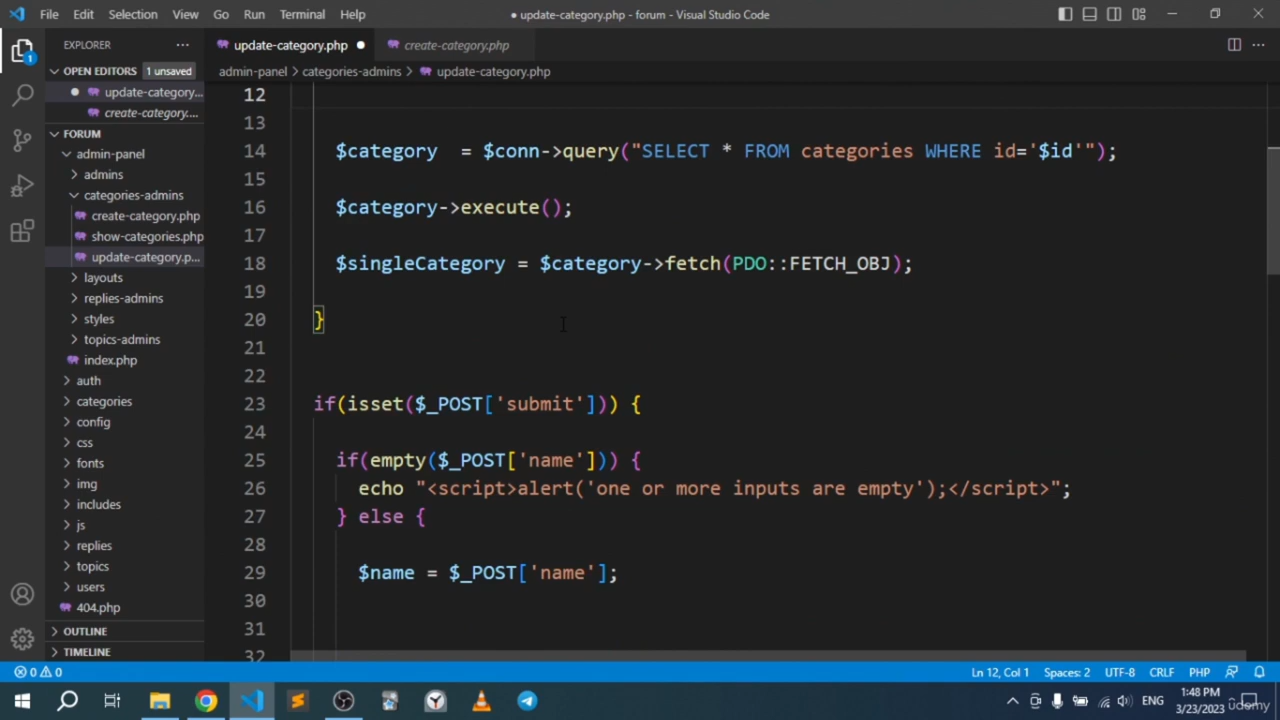 File Edit Selection View Go Run Terminal Help
● update-category.php - forum - Visual Studio Code
EXPLORER
update-category.php
create-category.php
OPEN EDITORS 1 unsaved
admin-panel > categories-admins > update-category.php
update-category...
create-category....
FORUM
admin-panel
admins
categories-admins
create-category.php
show-categories.php
update-category.p...
layouts
replies-admins
styles
topics-admins
index.php
auth
categories
config
css
fonts
img
includes
js
replies
topics
users
404.php
OUTLINE
TIMELINE
1
12
13
14 $category  = $conn->query("SELECT * FROM categories WHERE id='$id'");
15
16 $category->execute();
17
18 $singleCategory = $category->fetch(PDO::FETCH_OBJ);
19
20 }
21
22
23 if(isset($_POST['submit'])) {
24
25 if(empty($_POST['name'])) {
26 echo "<script>alert('one or more inputs are empty');</script>";
27 } else {
28
29 $name = $_POST['name'];
30
31
32
0 0 Ln 12, Col 1 Spaces: 2 UTF-8 CRLF PHP
ENG
1:48 PM
3/23/2023
udemy